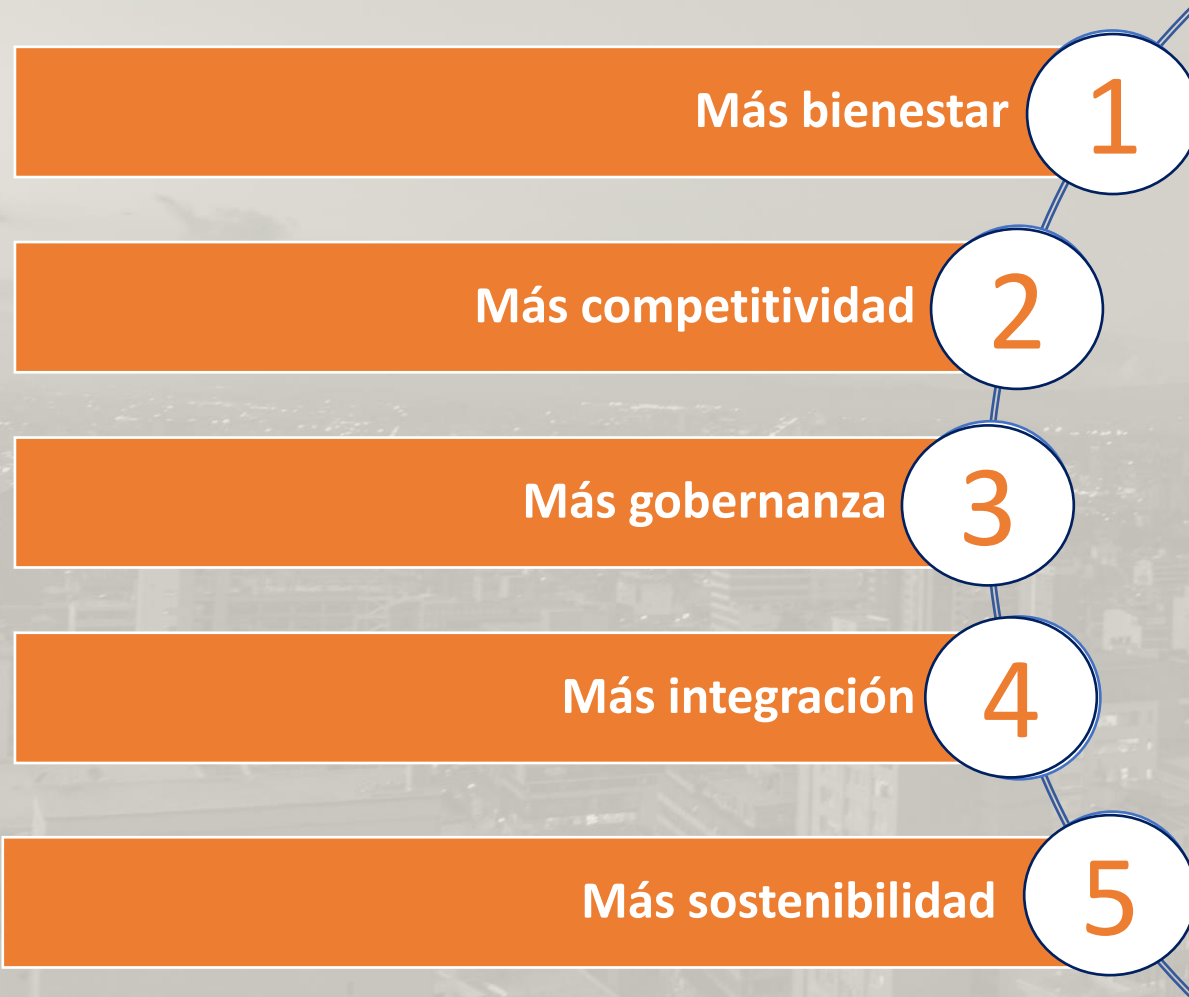 Más bienestar 1
Más competitividad 2
Más gobernanza 3
Más integración 4
Más sostenibilidad 5